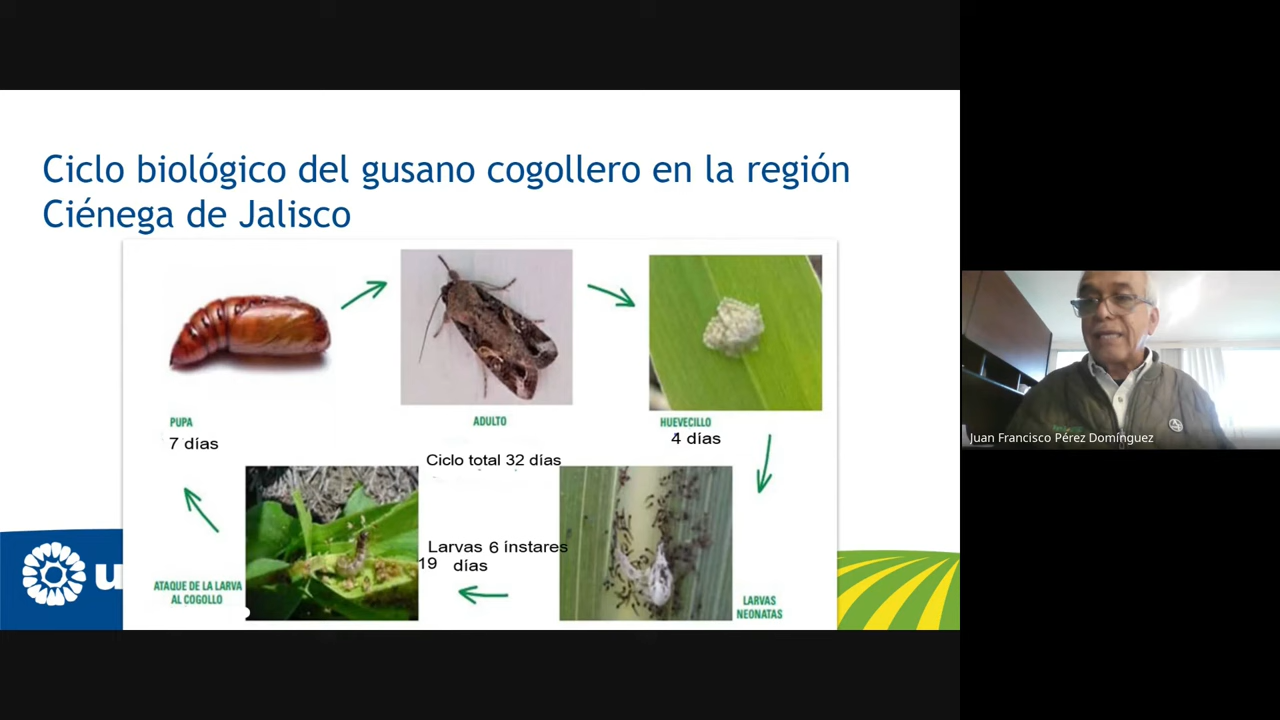 Ciclo biológico del gusano cogollero en la región
Ciénega de Jalisco
PUPA
7 días
ADULTO
HUEVECILLO
4 días
Ciclo total 32 días
Larvas 6 ínstares
19 días
ATAQUE DE LA LARVA
AL COGOLLO
LARVAS
NEONATAS
u
Juan Francisco Pérez Domínguez